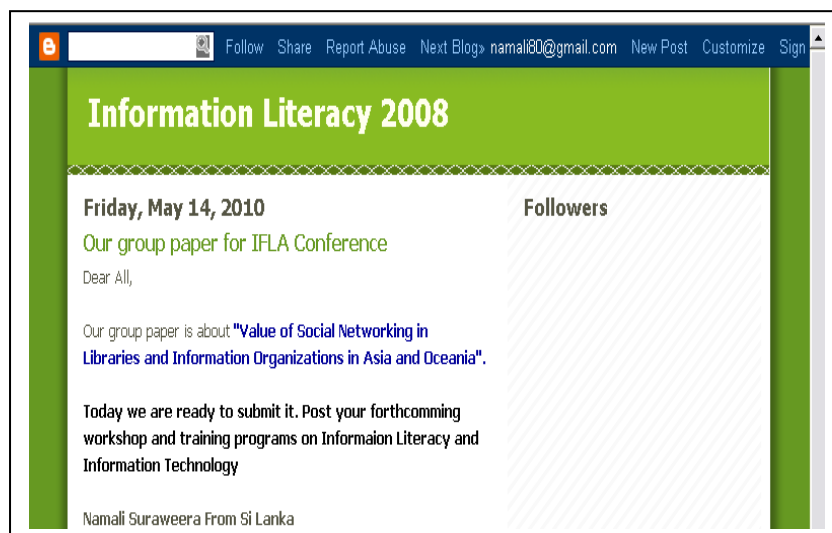 Follow Share Report Abuse Next Blog» namali80@gmail.com New Post Customize Sign
Information Literacy 2008
Friday, May 14, 2010
Our group paper for IFLA Conference
Dear All,
Our group paper is about "Value of Social Networking in
Libraries and Information Organizations in Asia and Oceania".
Today we are ready to submit it. Post your forthcomming
workshop and training programs on Informaion Literacy and
Information Technology
Namali Suraweera From Si Lanka
Followers